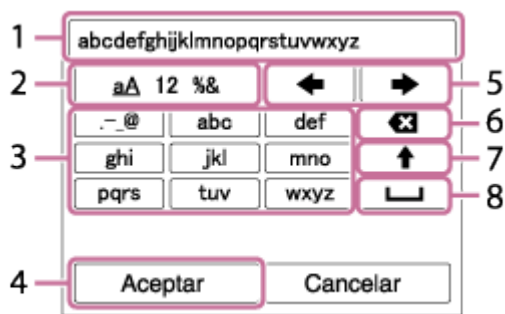 1 abcdefghijklmnopqrstuvwxyz
2 aA 12 %& 5
.-_@ abc def 6
3 ghi jkl mno 7
pqrs tuv wxyz 8
4 Aceptar Cancelar